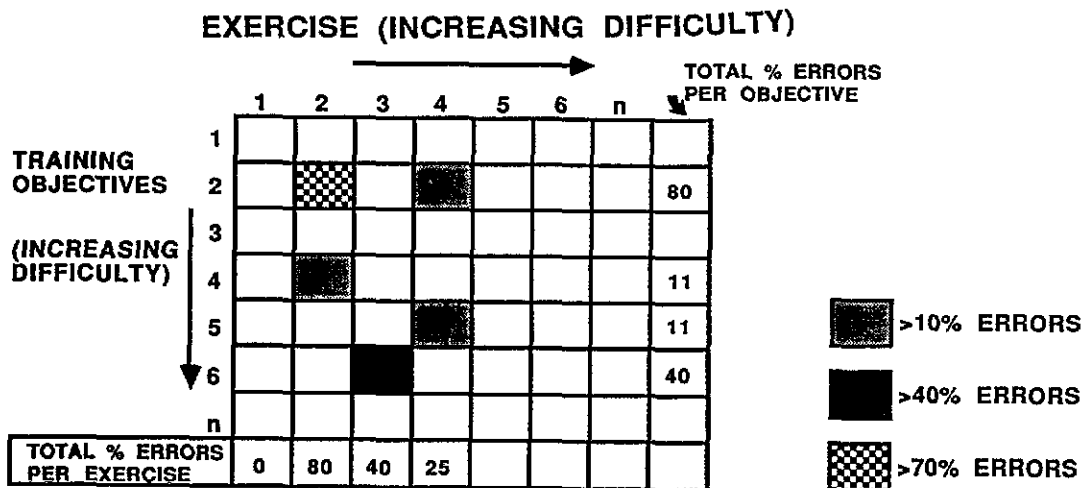 EXERCISE (INCREASING DIFFICULTY)
TOTAL % ERRORS
PER OBJECTIVE
1 2 3 4 5 6 n
1
TRAINING
OBJECTIVES
2 80
3
(INCREASING
DIFFICULTY)
4 11
5 11
6 40
n
TOTAL % ERRORS
PER EXERCISE
0 80 40 25
>10% ERRORS
>40% ERRORS
>70% ERRORS